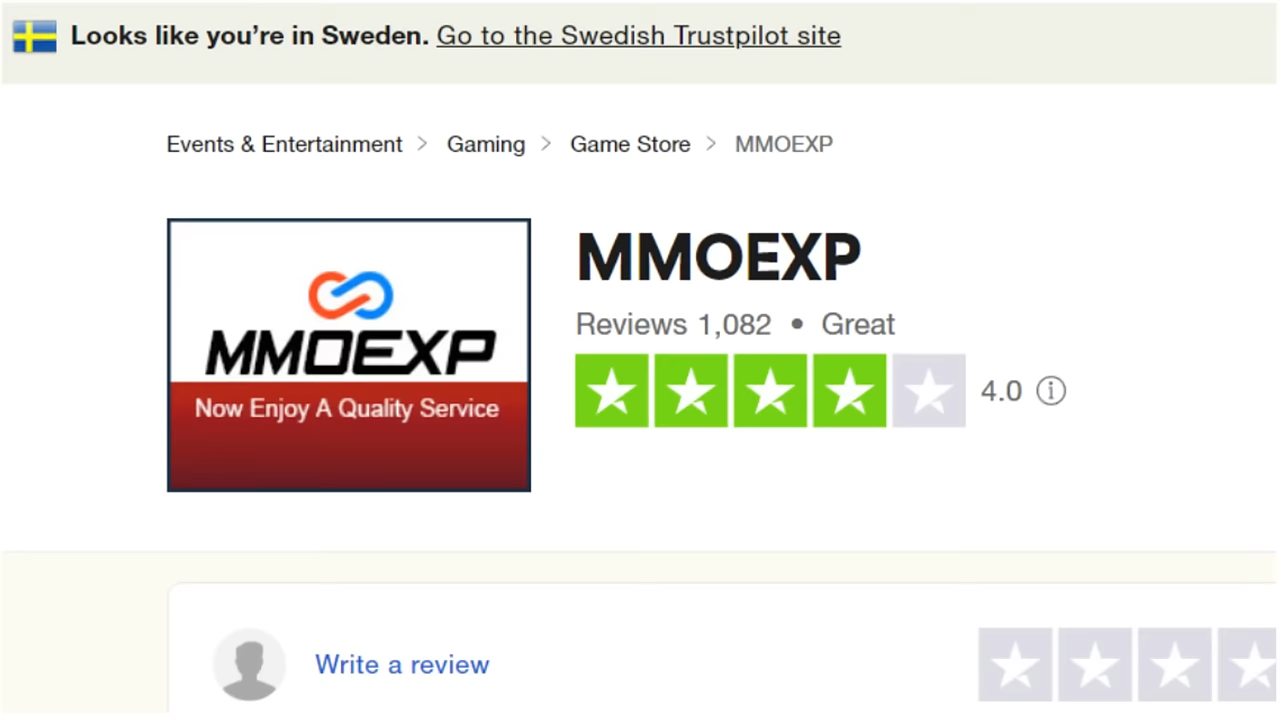 Looks like you’re in Sweden. Go to the Swedish Trustpilot site
Events & Entertainment > Gaming > Game Store > MMOEXP
MMOEXP
Now Enjoy A Quality Service
MMOEXP
Reviews 1,082 • Great
4.0
Write a review